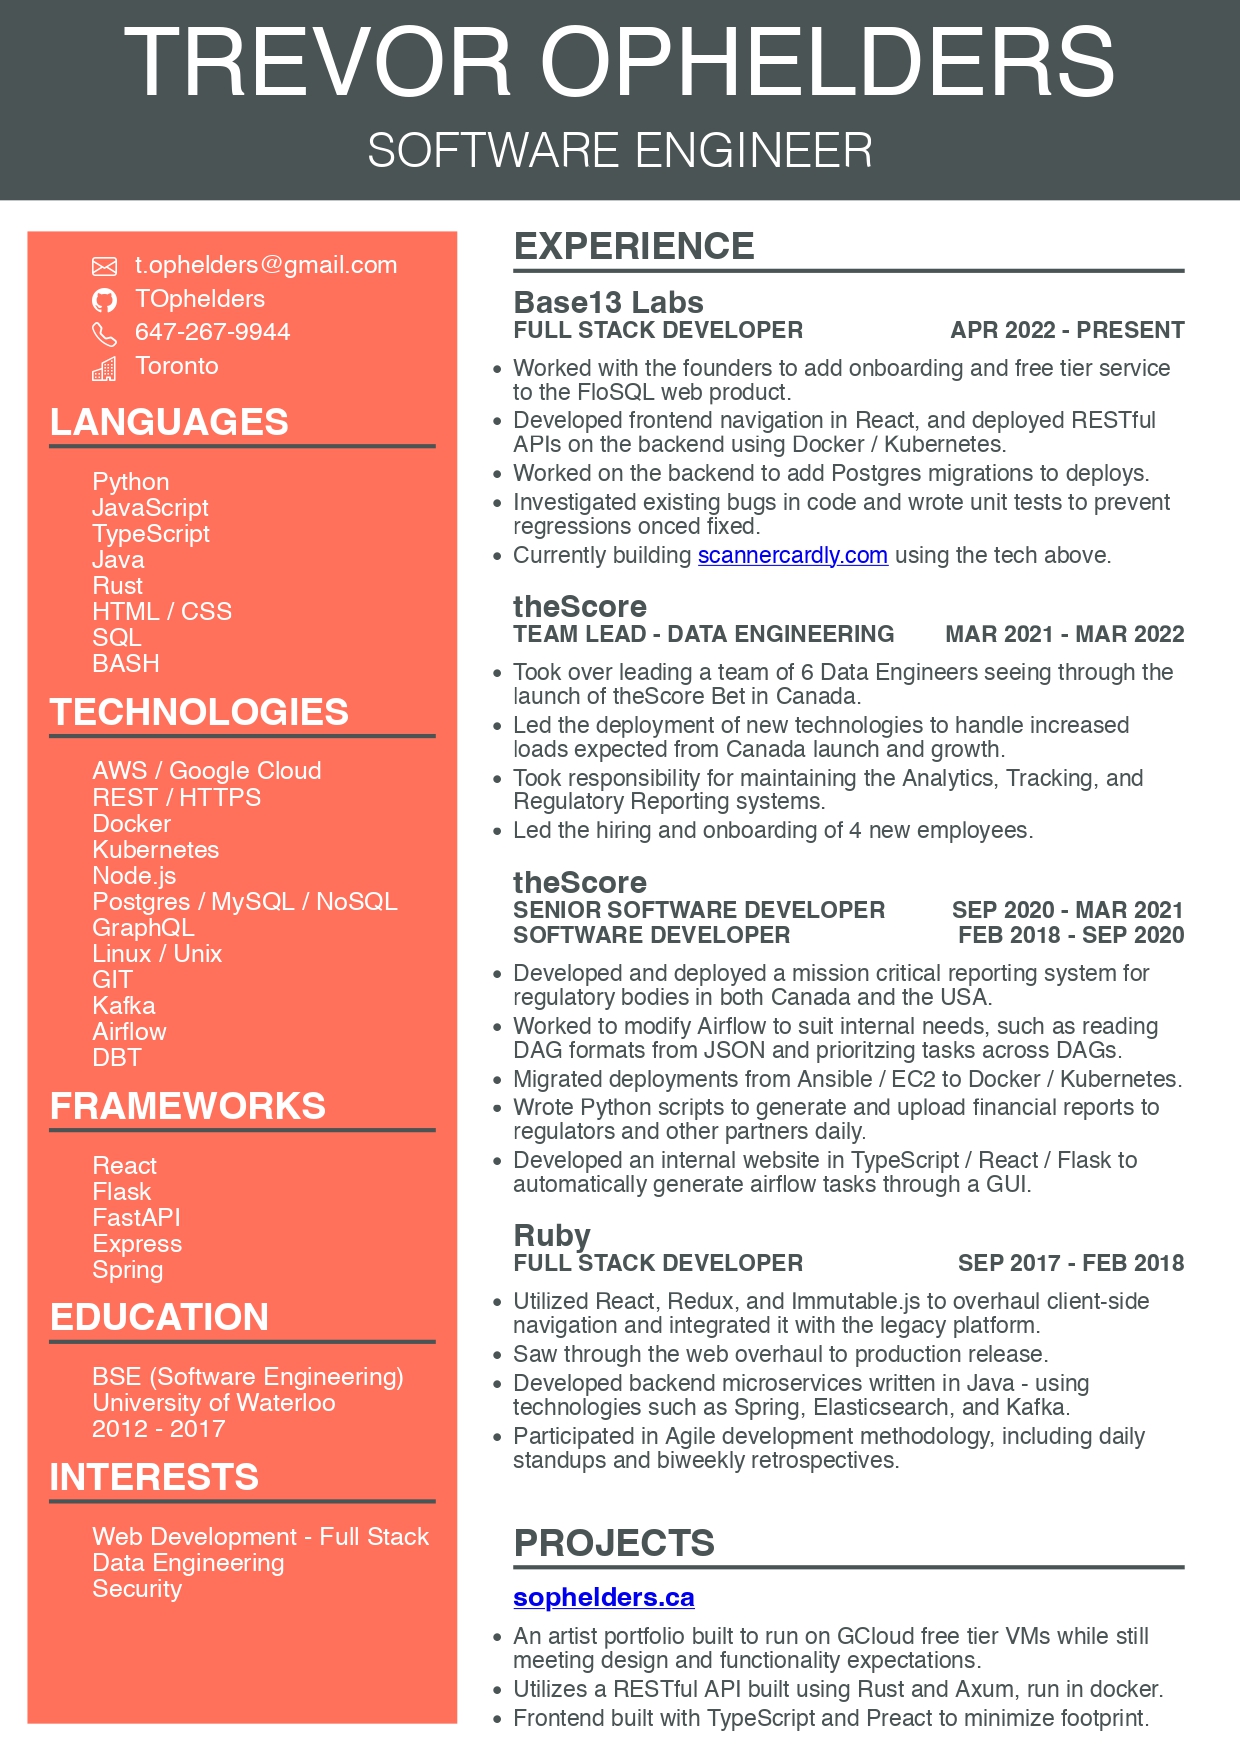 TREVOR OPHELDERS
SOFTWARE ENGINEER
t.ophelders@gmail.com
TOphelders
647-267-9944
Toronto
LANGUAGES
Python
JavaScript
TypeScript
Java
Rust
HTML / CSS
SQL
BASH
TECHNOLOGIES
AWS / Google Cloud
REST / HTTPS
Docker
Kubernetes
Node.js
Postgres / MySQL / NoSQL
GraphQL
Linux / Unix
GIT
Kafka
Airflow
DBT
FRAMEWORKS
React
Flask
FastAPI
Express
Spring
EDUCATION
BSE (Software Engineering)
University of Waterloo
2012 - 2017
INTERESTS
Web Development - Full Stack
Data Engineering
Security
EXPERIENCE
Base13 Labs
FULL STACK DEVELOPER APR 2022 - PRESENT
• Worked with the founders to add onboarding and free tier service
to the FloSQL web product.
• Developed frontend navigation in React, and deployed RESTful
APIs on the backend using Docker / Kubernetes.
• Worked on the backend to add Postgres migrations to deploys.
• Investigated existing bugs in code and wrote unit tests to prevent
regressions onced fixed.
• Currently building scannercardly.com using the tech above.
theScore
TEAM LEAD - DATA ENGINEERING MAR 2021 - MAR 2022
• Took over leading a team of 6 Data Engineers seeing through the
launch of theScore Bet in Canada.
• Led the deployment of new technologies to handle increased
loads expected from Canada launch and growth.
• Took responsibility for maintaining the Analytics, Tracking, and
Regulatory Reporting systems.
• Led the hiring and onboarding of 4 new employees.
theScore
SENIOR SOFTWARE DEVELOPER SEP 2020 - MAR 2021
SOFTWARE DEVELOPER FEB 2018 - SEP 2020
• Developed and deployed a mission critical reporting system for
regulatory bodies in both Canada and the USA.
• Worked to modify Airflow to suit internal needs, such as reading
DAG formats from JSON and prioritzing tasks across DAGs.
• Migrated deployments from Ansible / EC2 to Docker / Kubernetes.
• Wrote Python scripts to generate and upload financial reports to
regulators and other partners daily.
• Developed an internal website in TypeScript / React / Flask to
automatically generate airflow tasks through a GUI.
Ruby
FULL STACK DEVELOPER SEP 2017 - FEB 2018
• Utilized React, Redux, and Immutable.js to overhaul client-side
navigation and integrated it with the legacy platform.
• Saw through the web overhaul to production release.
• Developed backend microservices written in Java - using
technologies such as Spring, Elasticsearch, and Kafka.
• Participated in Agile development methodology, including daily
standups and biweekly retrospectives.
PROJECTS
sophelders.ca
• An artist portfolio built to run on GCloud free tier VMs while still
meeting design and functionality expectations.
• Utilizes a RESTful API built using Rust and Axum, run in docker.
• Frontend built with TypeScript and Preact to minimize footprint.